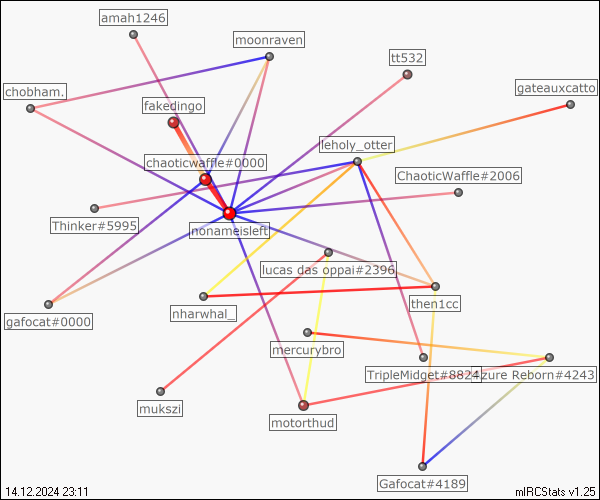 amah1246
moonraven
tt532
chobham.
gateauxcatto
fakedingo
leholy_otter
chaoticwaffle#0000
ChaoticWaffle#2006
Thinker#5995
nonameisleft
lucas das oppai#2396
then1cc
nharwhal_
gafocat#0000
mercurybro
TripleMidget#8824
Azure Reborn#4243
mukszi
motorthud
Gafocat#4189
14.12.2024 23:11
mIRCStats v1.25